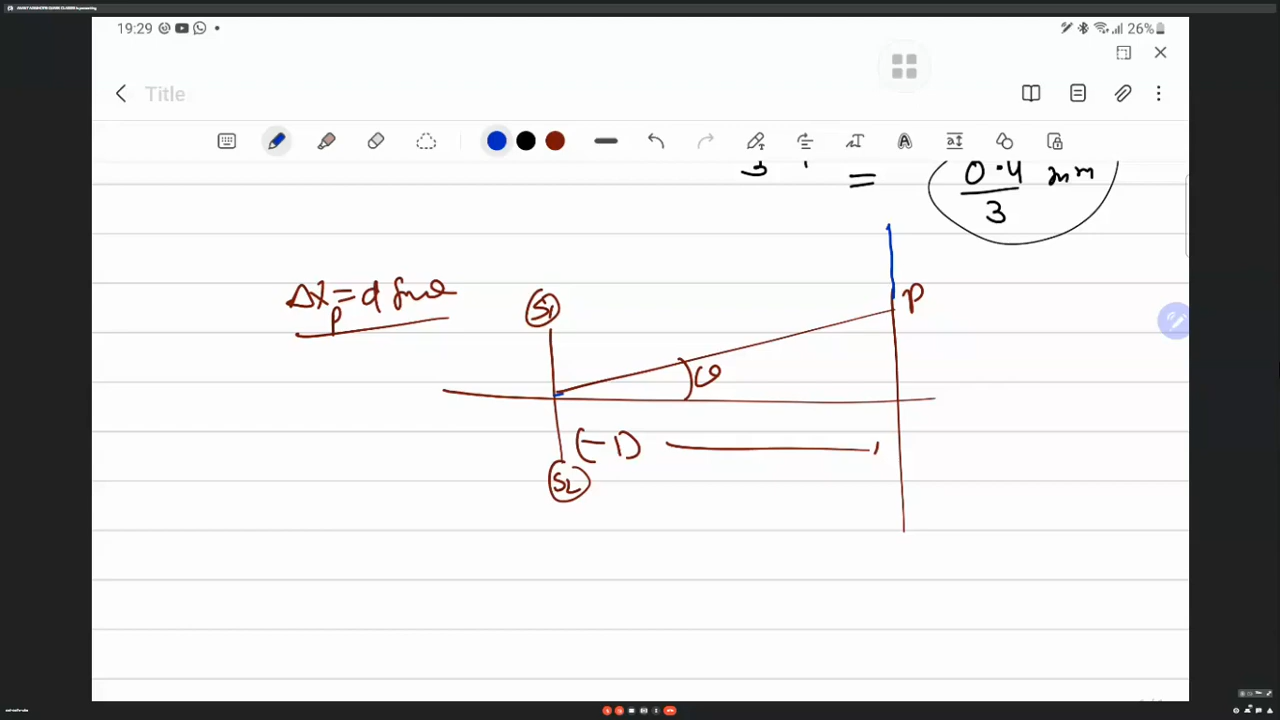 19:29
26%
Title
= 0.4 mm
3
Δx = d sinθ
P
S1
P
θ
D
S2